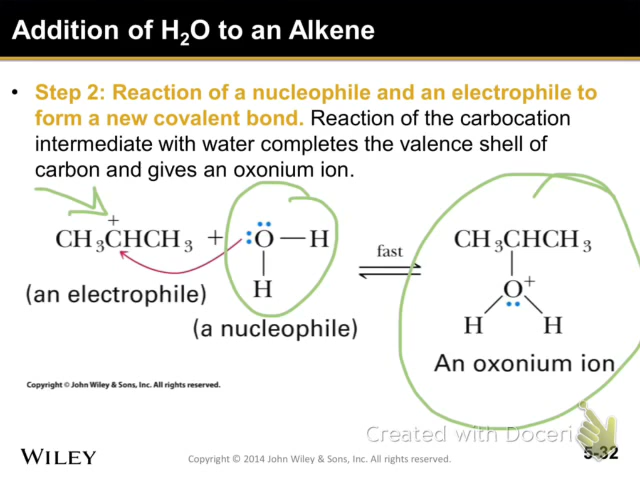 Addition of H₂O to an Alkene
• Step 2: Reaction of a nucleophile and an electrophile to
form a new covalent bond. Reaction of the carbocation
intermediate with water completes the valence shell of
carbon and gives an oxonium ion.
+
CH₃CHCH₃ + :O—H fast CH₃CHCH₃
H
O⁺
H H
(an electrophile)
(a nucleophile)
An oxonium ion
Copyright © John Wiley & Sons, Inc. All rights reserved.
Created with Doceri
WILEY
Copyright © 2014 John Wiley & Sons, Inc. All rights reserved.
5-32